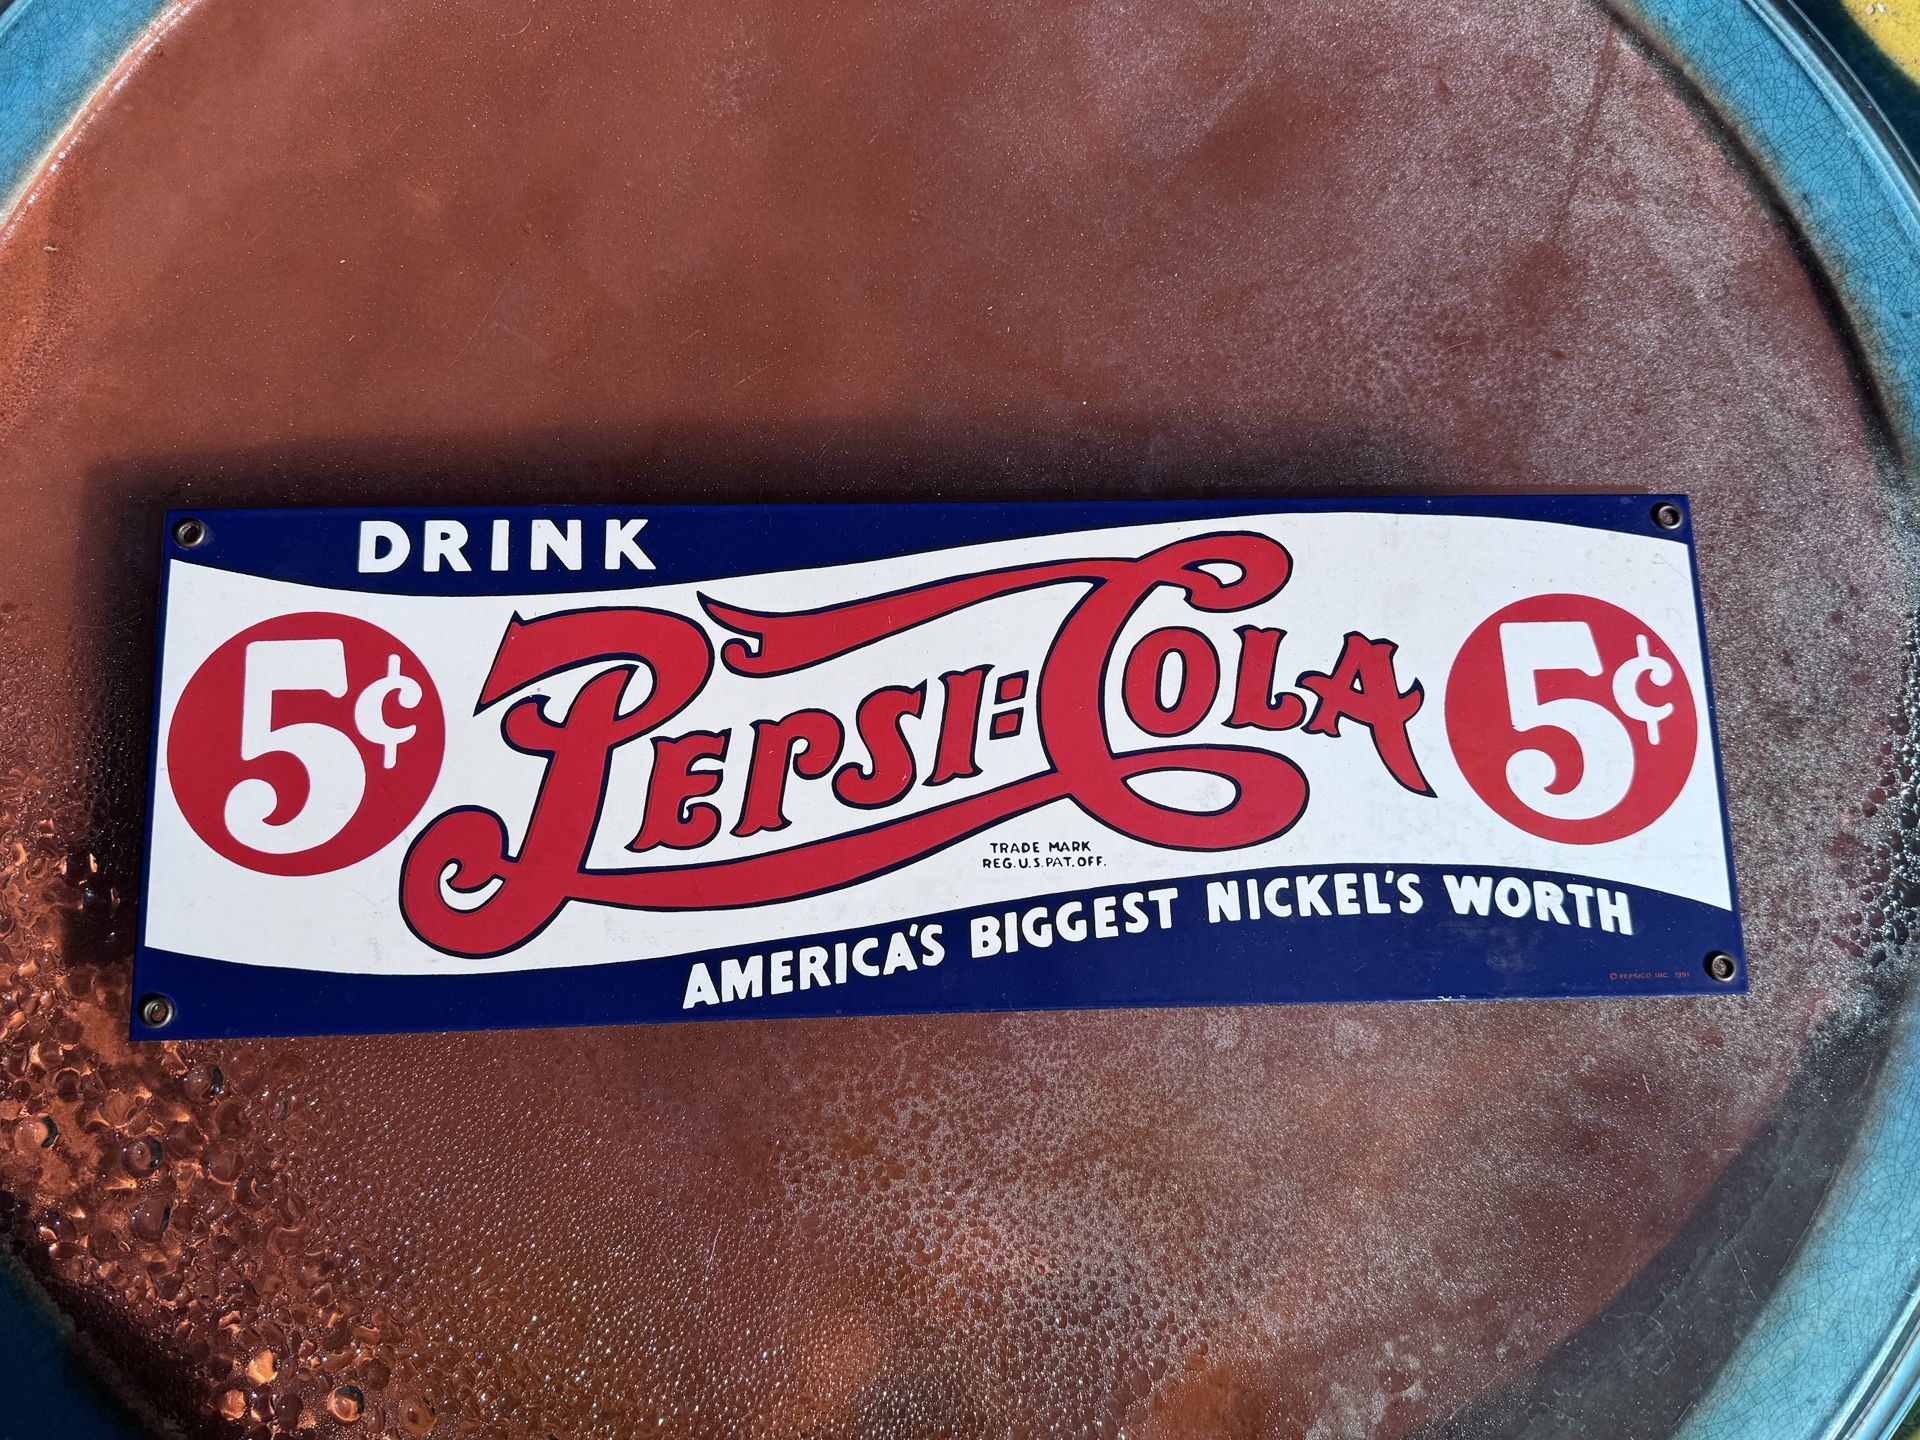 DRINK
5¢
PEPSI:COLA
5¢
TRADE MARK
REG. U.S. PAT. OFF.
AMERICA'S BIGGEST NICKEL'S WORTH
© PEPSICO INC. 1991